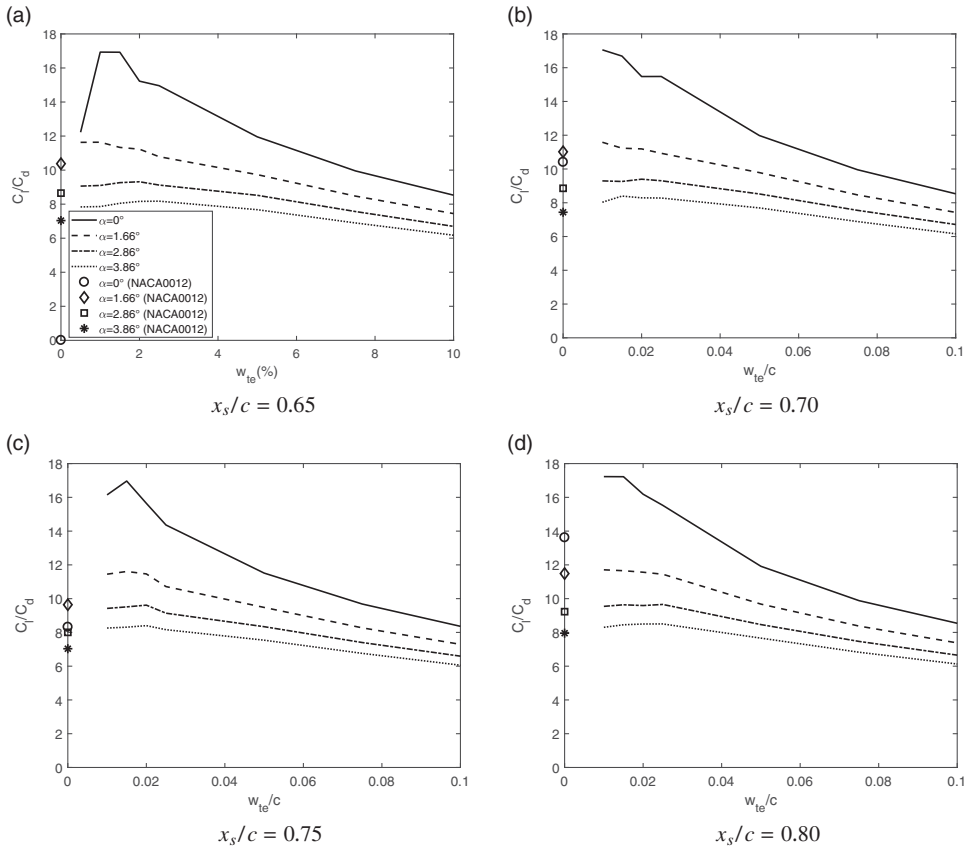 (a)
18
16
14
12
10
8
6
4
2
0
C_l/C_d
α=0°
α=1.66°
α=2.86°
α=3.86°
α=0° (NACA0012)
α=1.66° (NACA0012)
α=2.86° (NACA0012)
α=3.86° (NACA0012)
0 2 4 6 8 10
w_te(%)
x_s/c = 0.65
(b)
18
16
14
12
10
8
6
4
2
0
C_l/C_d
0 0.02 0.04 0.06 0.08 0.1
w_te/c
x_s/c = 0.70
(c)
18
16
14
12
10
8
6
4
2
0
C_l/C_d
0 0.02 0.04 0.06 0.08 0.1
w_te/c
x_s/c = 0.75
(d)
18
16
14
12
10
8
6
4
2
0
C_l/C_d
0 0.02 0.04 0.06 0.08 0.1
w_te/c
x_s/c = 0.80